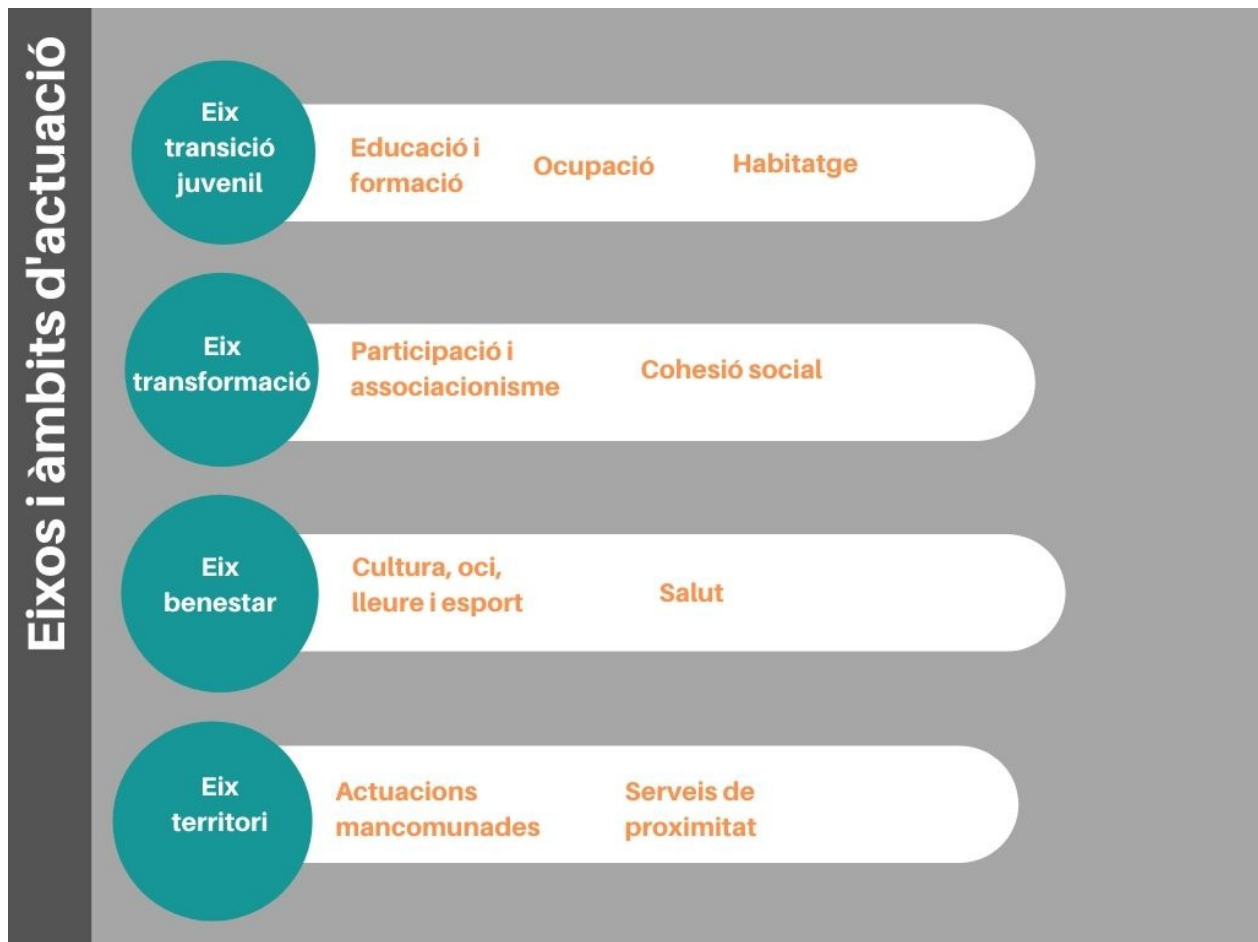 Eixos i àmbits d'actuació
Eix
transició
juvenil
Educació i
formació
Ocupació
Habitatge
Eix
transformació
Participació i
associacionisme
Cohesió social
Eix
benestar
Cultura, oci,
lleure i esport
Salut
Eix
territori
Actuacions
mancomunades
Serveis de
proximitat